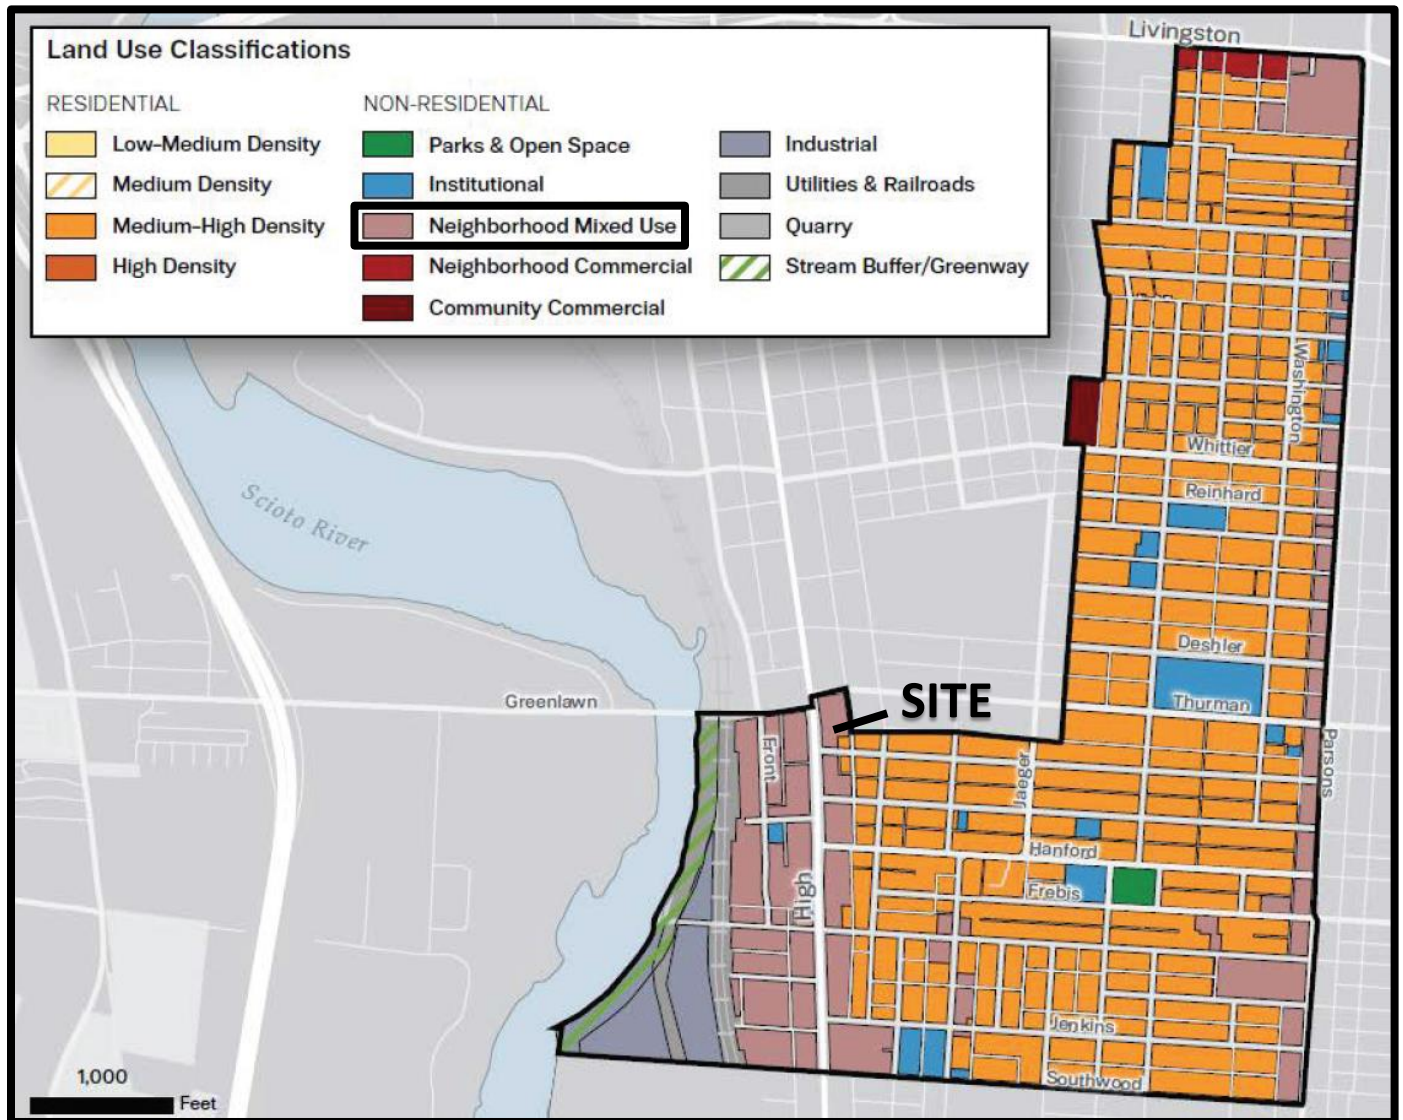 Land Use Classifications
RESIDENTIAL
Low-Medium Density
Medium Density
Medium-High Density
High Density
NON-RESIDENTIAL
Parks & Open Space
Institutional
Neighborhood Mixed Use
Neighborhood Commercial
Community Commercial
Industrial
Utilities & Railroads
Quarry
Stream Buffer/Greenway
Livingston
Washington
Whittier
Reinhard
Scioto River
Deshler
Greenlawn
SITE
Thurman
Parsons
Front
Jaeger
Hanford
High
Frebis
Jenkins
Southwood
1,000
Feet